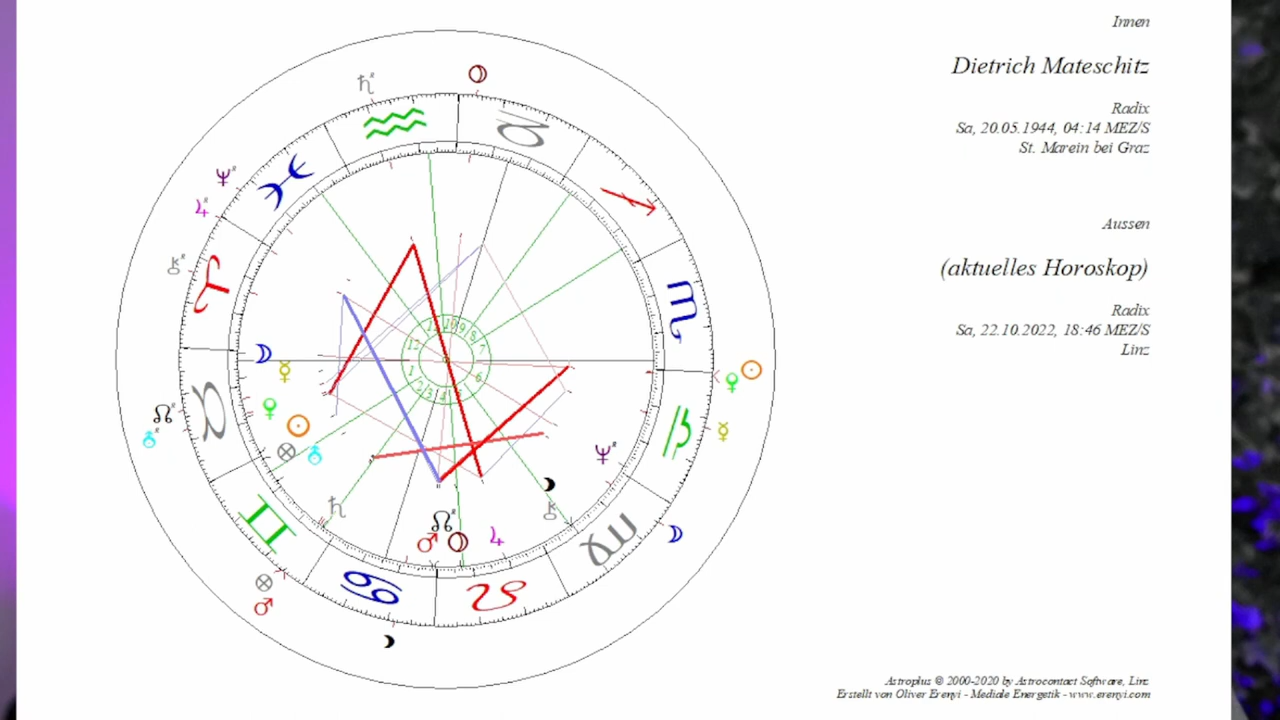 Innen
Dietrich Mateschitz
Radix
Sa, 20.05.1944, 04:14 MEZ/S
St. Marein bei Graz
Aussen
(aktuelles Horoskop)
Radix
Sa, 22.10.2022, 18:46 MEZ/S
Linz
Astroplus © 2000-2020 by Astrocontact Software, Linz
Erstellt von Oliver Erenyi - Mediale Energetik - www.erenyi.com